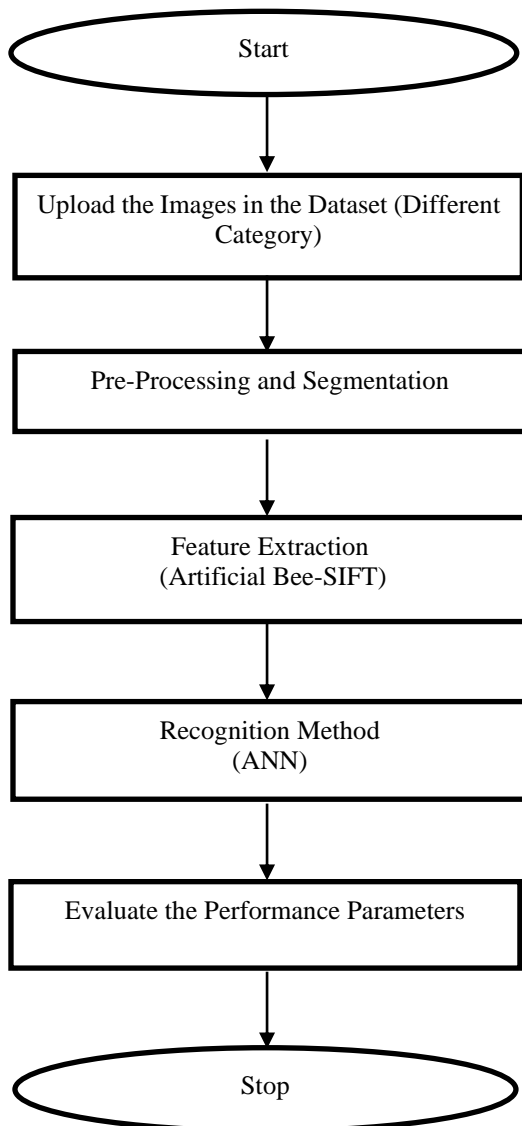 Start
Upload the Images in the Dataset (Different
Category)
Pre-Processing and Segmentation
Feature Extraction
(Artificial Bee-SIFT)
Recognition Method
(ANN)
Evaluate the Performance Parameters
Stop